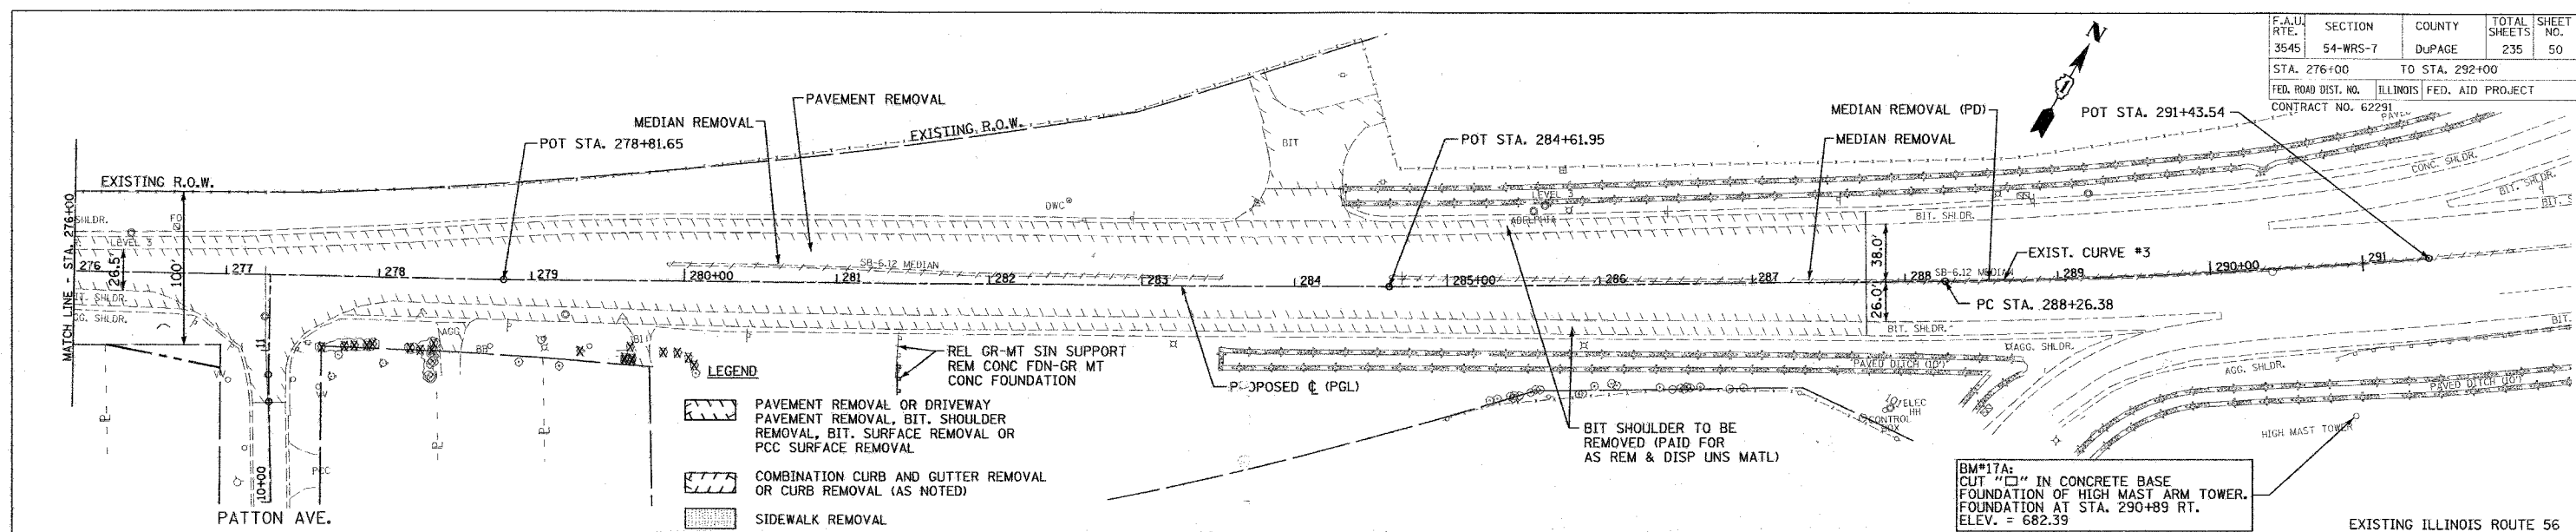 F.A.U. RTE. SECTION COUNTY TOTAL SHEETS SHEET NO.
3545 54-WRS-7 DuPAGE 235 50
STA. 276+00 TO STA. 292+00
FED. ROAD DIST. NO. ILLINOIS FED. AID PROJECT
CONTRACT NO. 62291
N
PAVEMENT REMOVAL
MEDIAN REMOVAL
POT STA. 278+81.65
EXISTING R.O.W.
EXISTING R.O.W.
BIT
POT STA. 284+61.95
MEDIAN REMOVAL (PD)
MEDIAN REMOVAL
POT STA. 291+43.54
CONC SHLDR.
BIT. SHLDR.
MATCH LINE - STA. 276+00
SHLDR.
LEVEL 3
FO
100'
26.5'
DWC
LEVEL 3
ADELPHIA
BIT. SHLDR.
38.0'
26.0'
SB-6.12 MEDIAN
SB-6.12 MEDIAN
EXIST. CURVE #3
PC STA. 288+26.38
276 277 278 279 280+00 281 282 283 284 285+00 286 287 288 289 290+00 291
BIT. SHLDR.
AGG. SHLDR.
BIT. SHLDR.
AGG. SHLDR.
AGG. SHLDR.
PAVED DITCH (10')
PAVED DITCH (10')
11
10+00
AGG
PCC
PATTON AVE.
REL GR-MT SIN SUPPORT
REM CONC FDN-GR MT
CONC FOUNDATION
P OPOSED ℄ (PGL)
BIT SHOULDER TO BE
REMOVED (PAID FOR
AS REM & DISP UNS MATL)
ELEC
HH
CONTROL
BOX
HIGH MAST TOWER
LEGEND
PAVEMENT REMOVAL OR DRIVEWAY
PAVEMENT REMOVAL, BIT. SHOULDER
REMOVAL, BIT. SURFACE REMOVAL OR
PCC SURFACE REMOVAL
COMBINATION CURB AND GUTTER REMOVAL
OR CURB REMOVAL (AS NOTED)
SIDEWALK REMOVAL
BM#17A:
CUT "□" IN CONCRETE BASE
FOUNDATION OF HIGH MAST ARM TOWER.
FOUNDATION AT STA. 290+89 RT.
ELEV. = 682.39
EXISTING ILLINOIS ROUTE 56